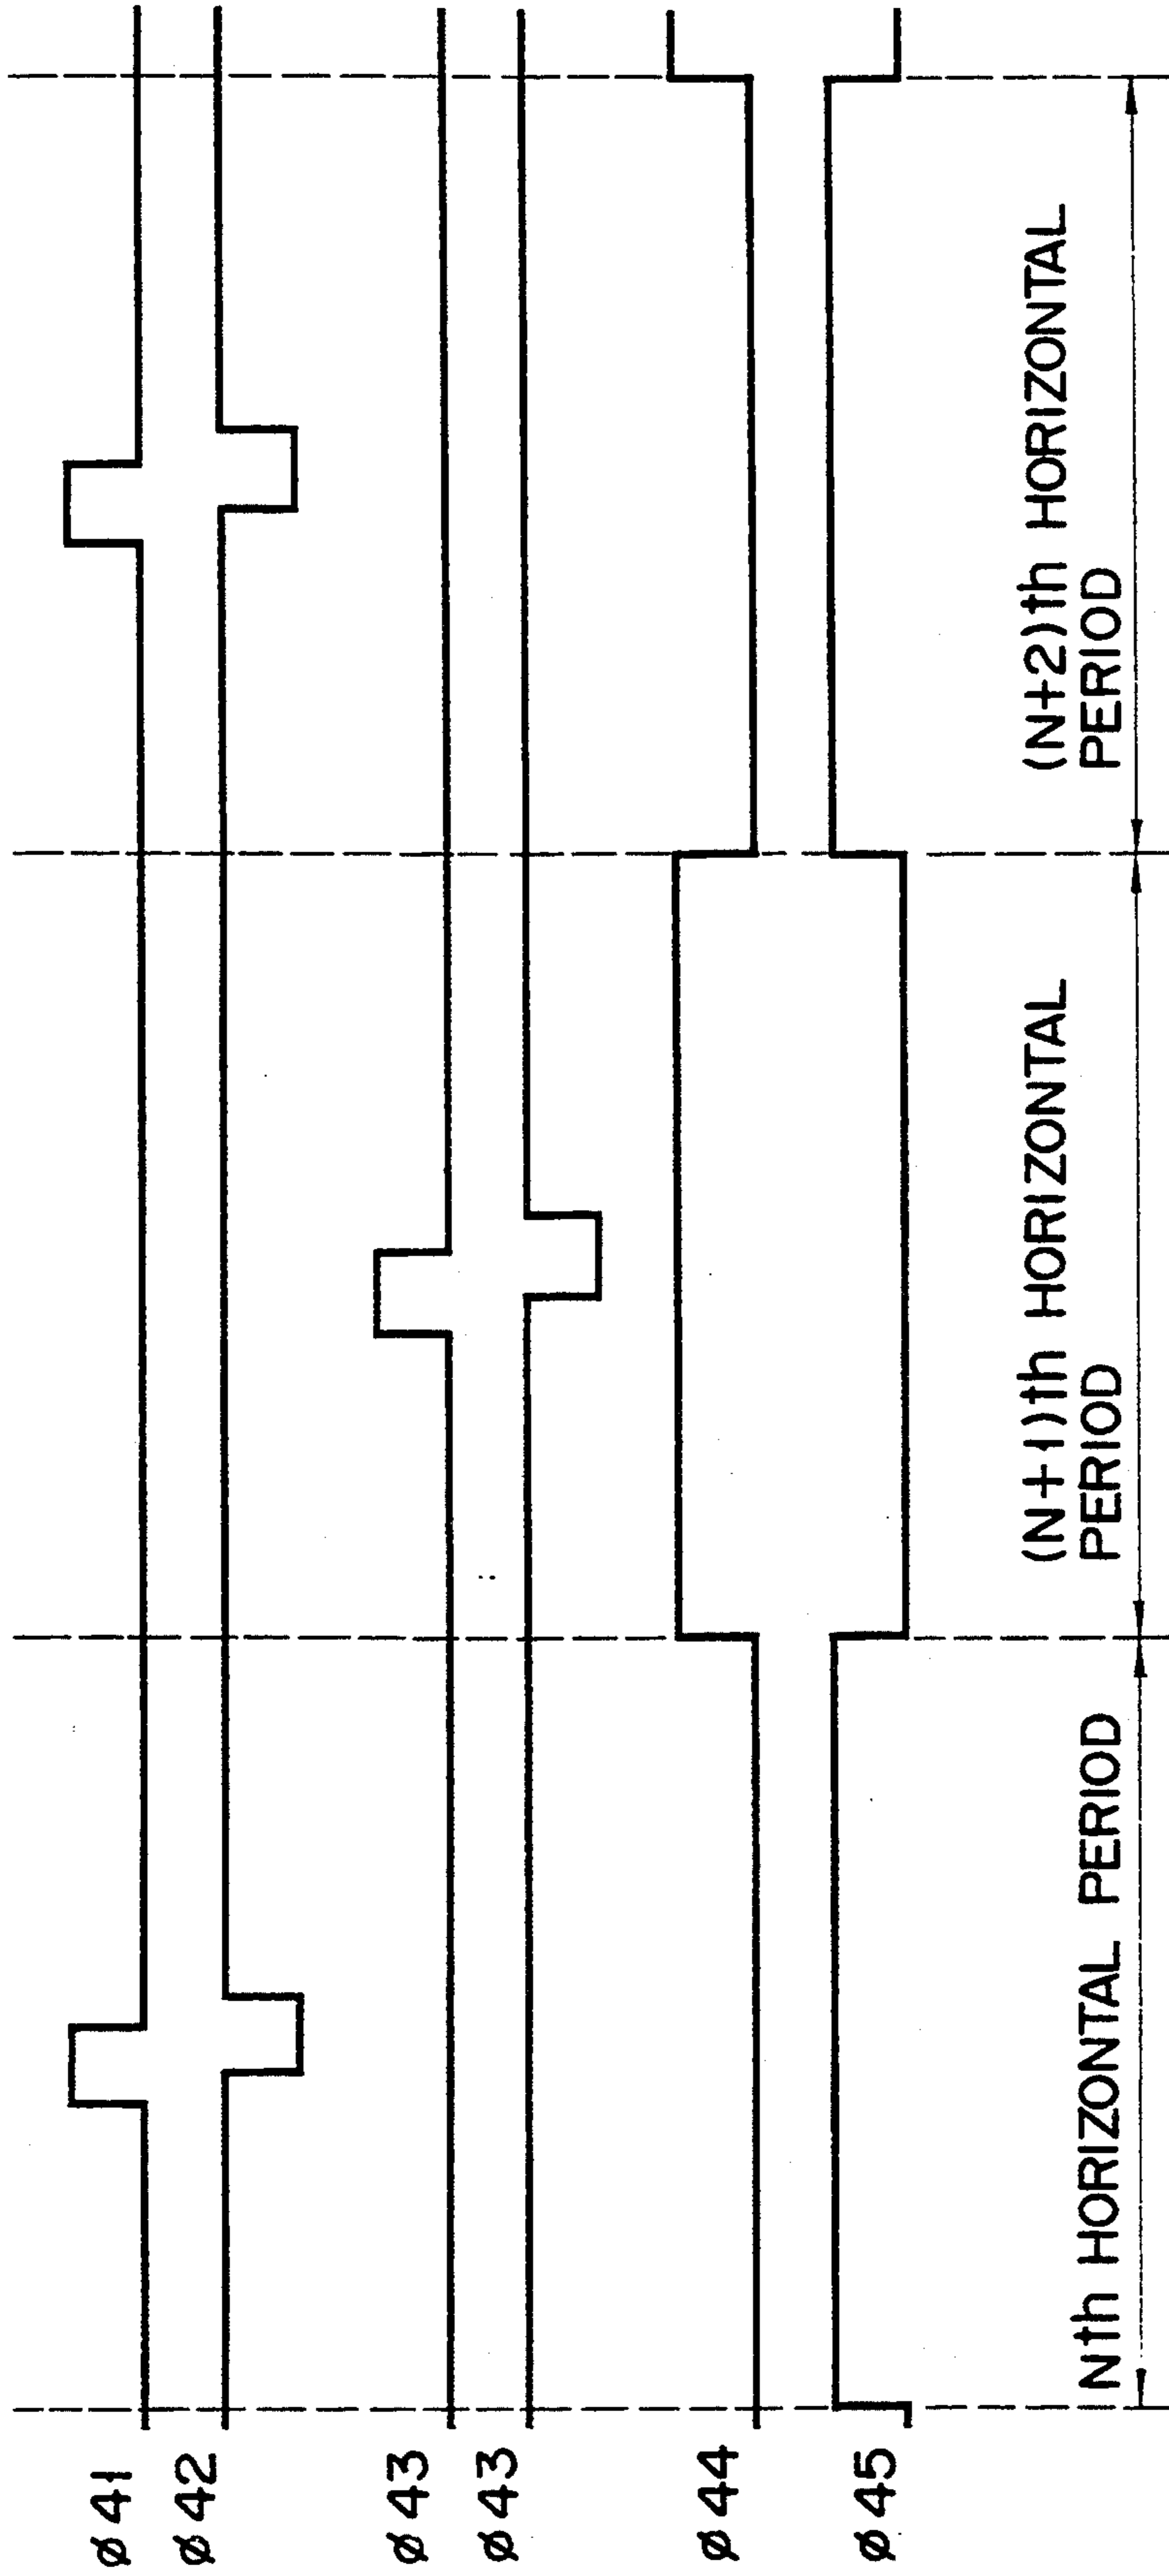 ø41
ø42
ø43
ø43
ø44
ø45
Nth HORIZONTAL PERIOD
(N+1)th HORIZONTAL
PERIOD
(N+2)th HORIZONTAL
PERIOD